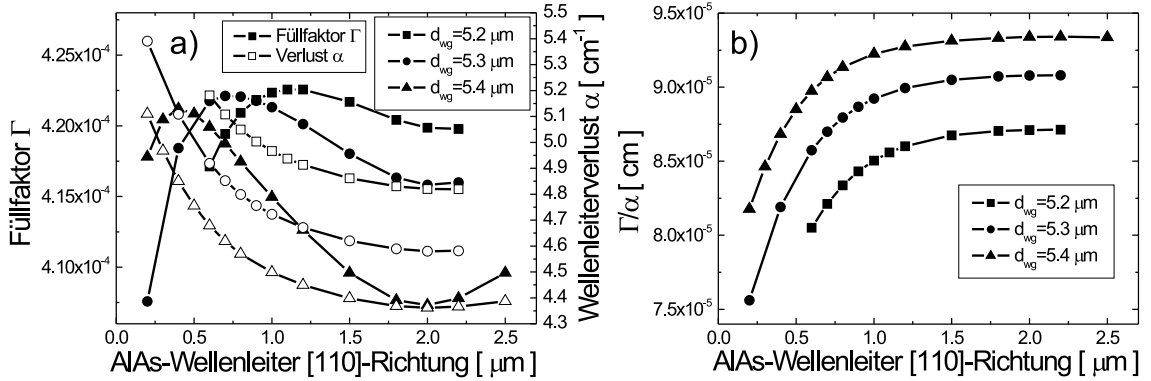 a)
Füllfaktor Γ
Verlust α
d_wg=5.2 μm
d_wg=5.3 μm
d_wg=5.4 μm
4.25x10⁻⁴
4.20x10⁻⁴
4.15x10⁻⁴
4.10x10⁻⁴
Füllfaktor Γ
5.5
5.4
5.3
5.2
5.1
5.0
4.9
4.8
4.7
4.6
4.5
4.4
4.3
Wellenleiterverlust α [ cm⁻¹]
0.0 0.5 1.0 1.5 2.0 2.5
AlAs-Wellenleiter [110]-Richtung [ μm]
b)
9.5x10⁻⁵
9.0x10⁻⁵
8.5x10⁻⁵
8.0x10⁻⁵
7.5x10⁻⁵
Γ/α [ cm]
d_wg=5.2 μm
d_wg=5.3 μm
d_wg=5.4 μm
0.0 0.5 1.0 1.5 2.0 2.5
AlAs-Wellenleiter [110]-Richtung [ μm]